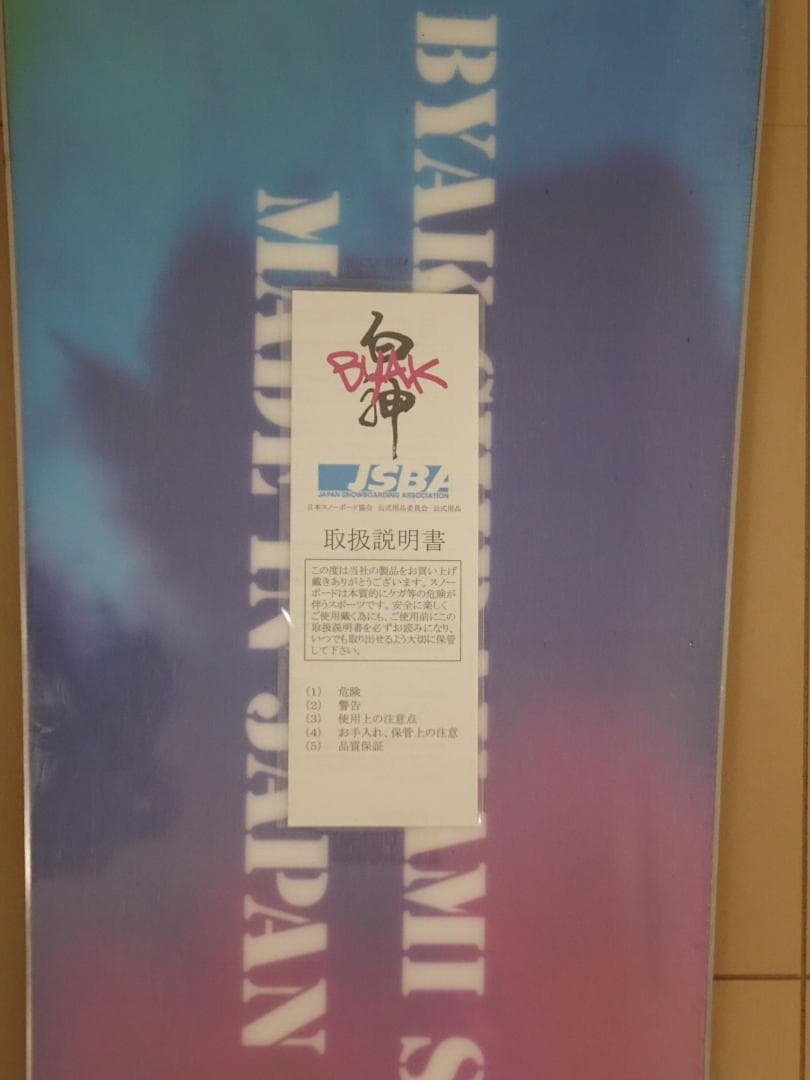 BYAK
MADE IN JAPAN
AMI S
白神
BYAK
JSBA
JAPAN SNOWBOARDING ASSOCIATION
日本スノーボード協会 公式用品委員会 公式用品
取扱説明書
この度は当社の製品をお買い上げ
戴きありがとうございます。スノー
ボードは本質的にケガ等の危険が
伴うスポーツです。安全に楽しく
ご使用戴く為にも、ご使用前にこの
取扱説明書を必ずお読みになり、
いつでも取り出せるよう大切に保管
して下さい。
(1) 危険
(2) 警告
(3) 使用上の注意点
(4) お手入れ、保管上の注意
(5) 品質保証